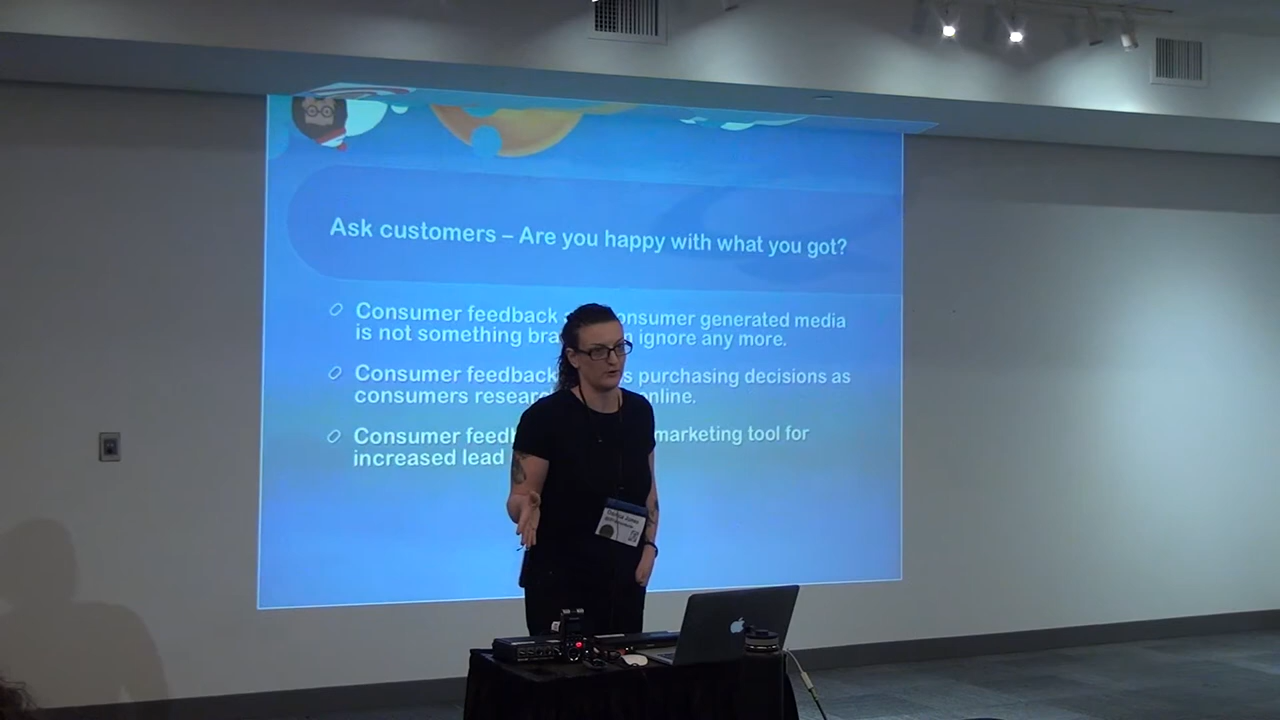 Ask customers – Are you happy with what you got?
Consumer feedback onsumer generated media
is not something bra ignore any more.
Consumer feedback s purchasing decisions as
consumers resear nline.
Consumer feedb marketing tool for
increased lead